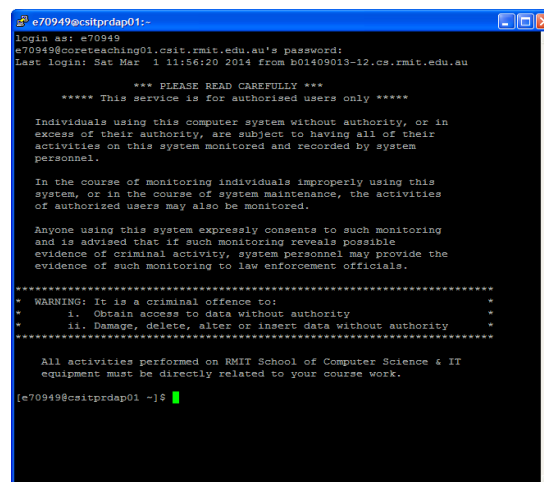 e70949@csitprdap01:~
login as: e70949
e70949@coreteaching01.csit.rmit.edu.au's password:
Last login: Sat Mar  1 11:56:20 2014 from b01409013-12.cs.rmit.edu.au
*** PLEASE READ CAREFULLY ***
***** This service is for authorised users only *****
Individuals using this computer system without authority, or in
excess of their authority, are subject to having all of their
activities on this system monitored and recorded by system
personnel.
In the course of monitoring individuals improperly using this
system, or in the course of system maintenance, the activities
of authorized users may also be monitored.
Anyone using this system expressly consents to such monitoring
and is advised that if such monitoring reveals possible
evidence of criminal activity, system personnel may provide the
evidence of such monitoring to law enforcement officials.
*************************************************************************
*  WARNING: It is a criminal offence to:                                *
*       i.  Obtain access to data without authority                     *
*       ii. Damage, delete, alter or insert data without authority      *
*************************************************************************
All activities performed on RMIT School of Computer Science & IT
equipment must be directly related to your course work.
[e70949@csitprdap01 ~]$